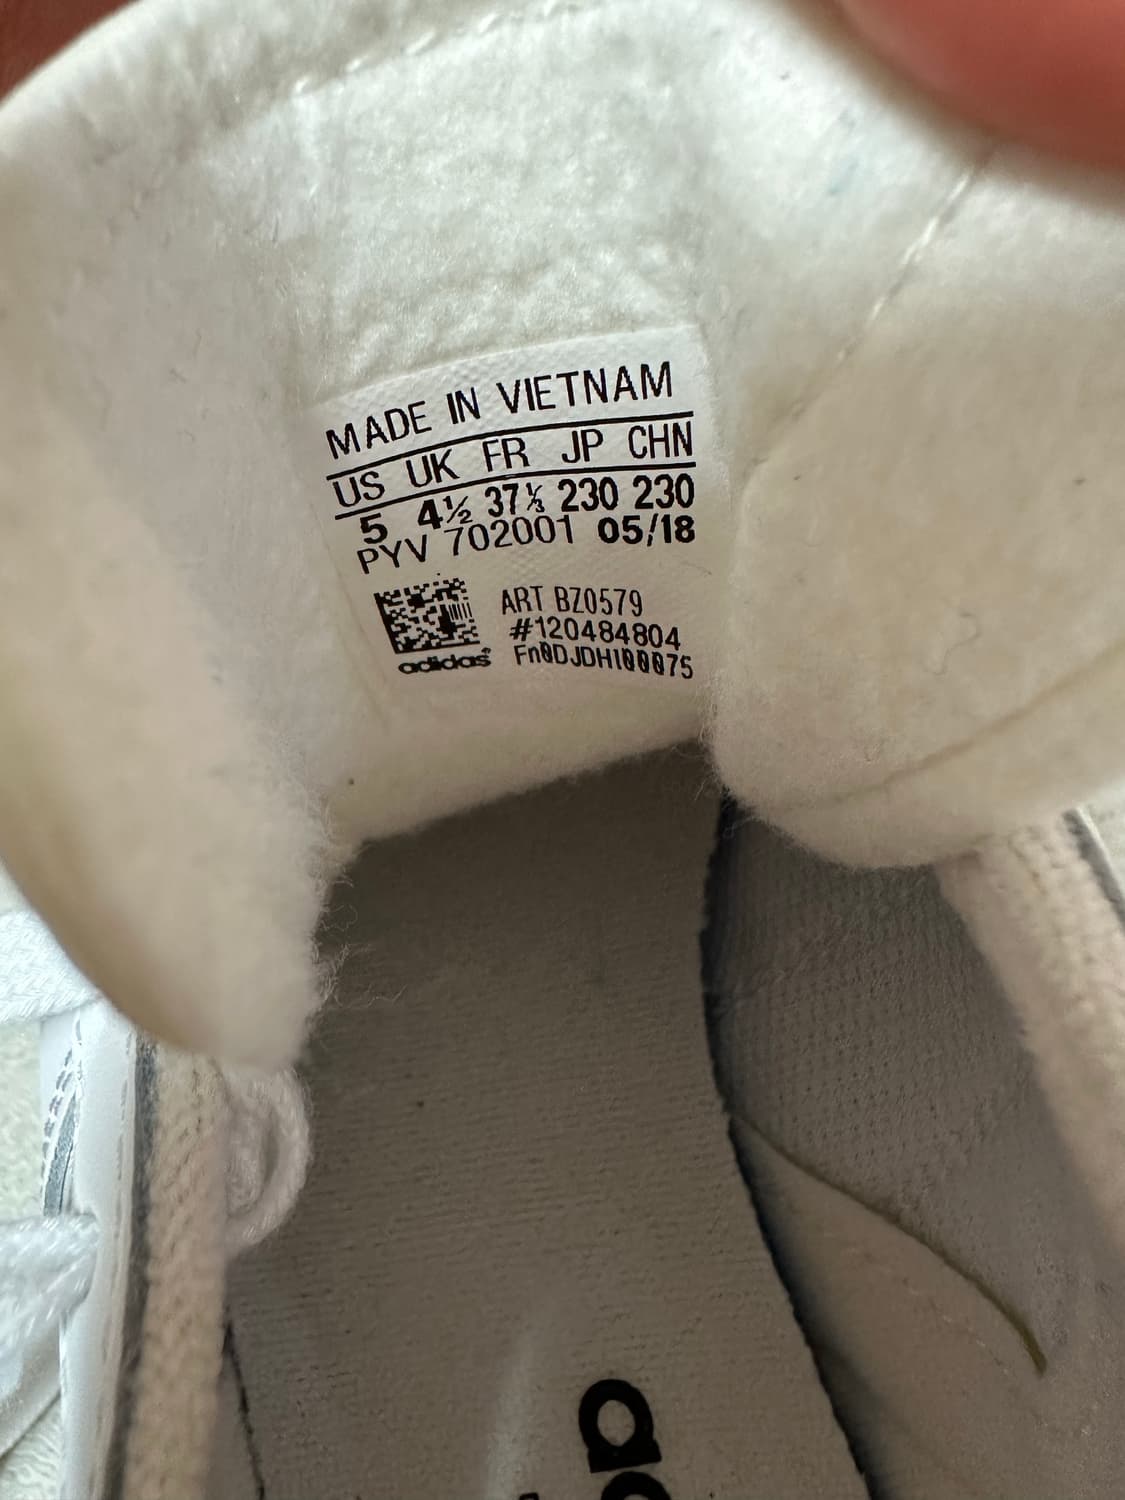 MADE IN VIETNAM
US UK FR JP CHN
5 4½ 37⅓ 230 230
PYV 702001 05/18
ART BZ0579
#120484804
Fn0DJDHI00075
adidas
a